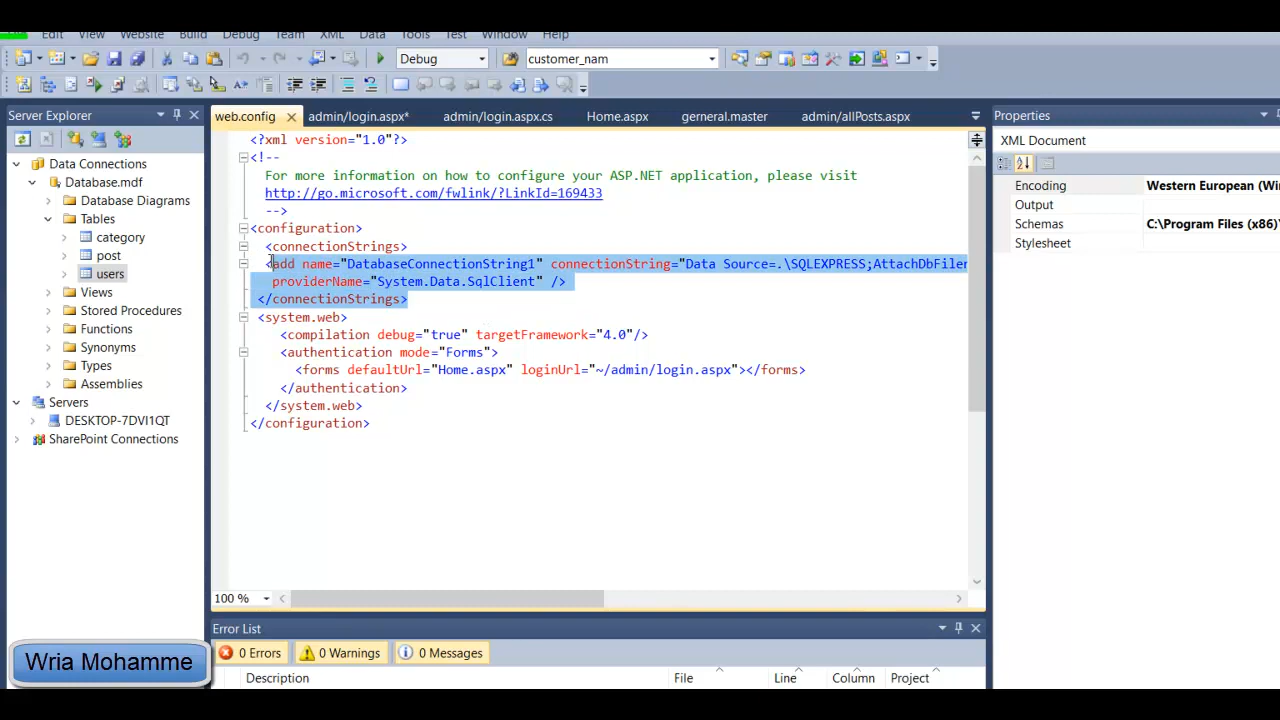 Edit View Website Build Debug Team XML Data Tools Test Window Help
Debug customer_nam
Server Explorer
web.config admin/login.aspx* admin/login.aspx.cs Home.aspx gerneral.master admin/allPosts.aspx
Properties
XML Document
Data Connections
Database.mdf
Database Diagrams
Tables
category
post
users
Views
Stored Procedures
Functions
Synonyms
Types
Assemblies
Servers
DESKTOP-7DVI1QT
SharePoint Connections
<?xml version="1.0"?>
<!--
For more information on how to configure your ASP.NET application, please visit
http://go.microsoft.com/fwlink/?LinkId=169433
-->
<configuration>
<connectionStrings>
<add name="DatabaseConnectionString1" connectionString="Data Source=.\SQLEXPRESS;AttachDbFilen
providerName="System.Data.SqlClient" />
</connectionStrings>
<system.web>
<compilation debug="true" targetFramework="4.0"/>
<authentication mode="Forms">
<forms defaultUrl="Home.aspx" loginUrl="~/admin/login.aspx"></forms>
</authentication>
</system.web>
</configuration>
Encoding Western European (Win
Output
Schemas C:\Program Files (x86)\
Stylesheet
100 %
Error List
0 Errors 0 Warnings 0 Messages
Description File Line Column Project
Wria Mohamme